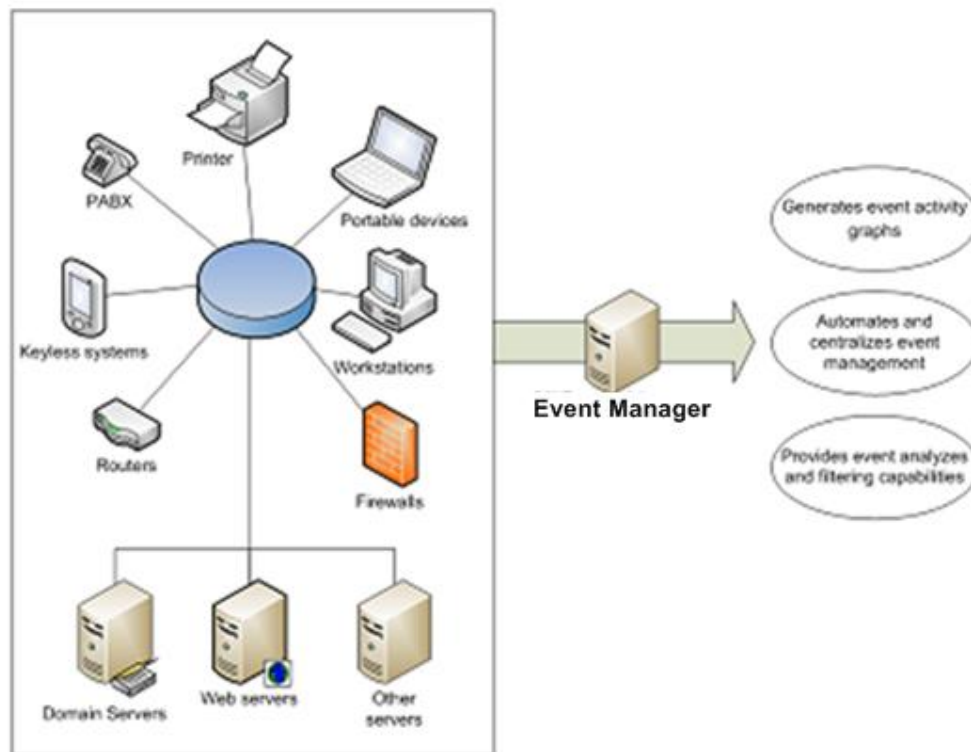 Printer
PABX
Portable devices
Keyless systems
Workstations
Routers
Firewalls
Domain Servers
Web servers
Other
servers
Event Manager
Generates event activity
graphs
Automates and
centralizes event
management
Provides event analyzes
and filtering capabilities